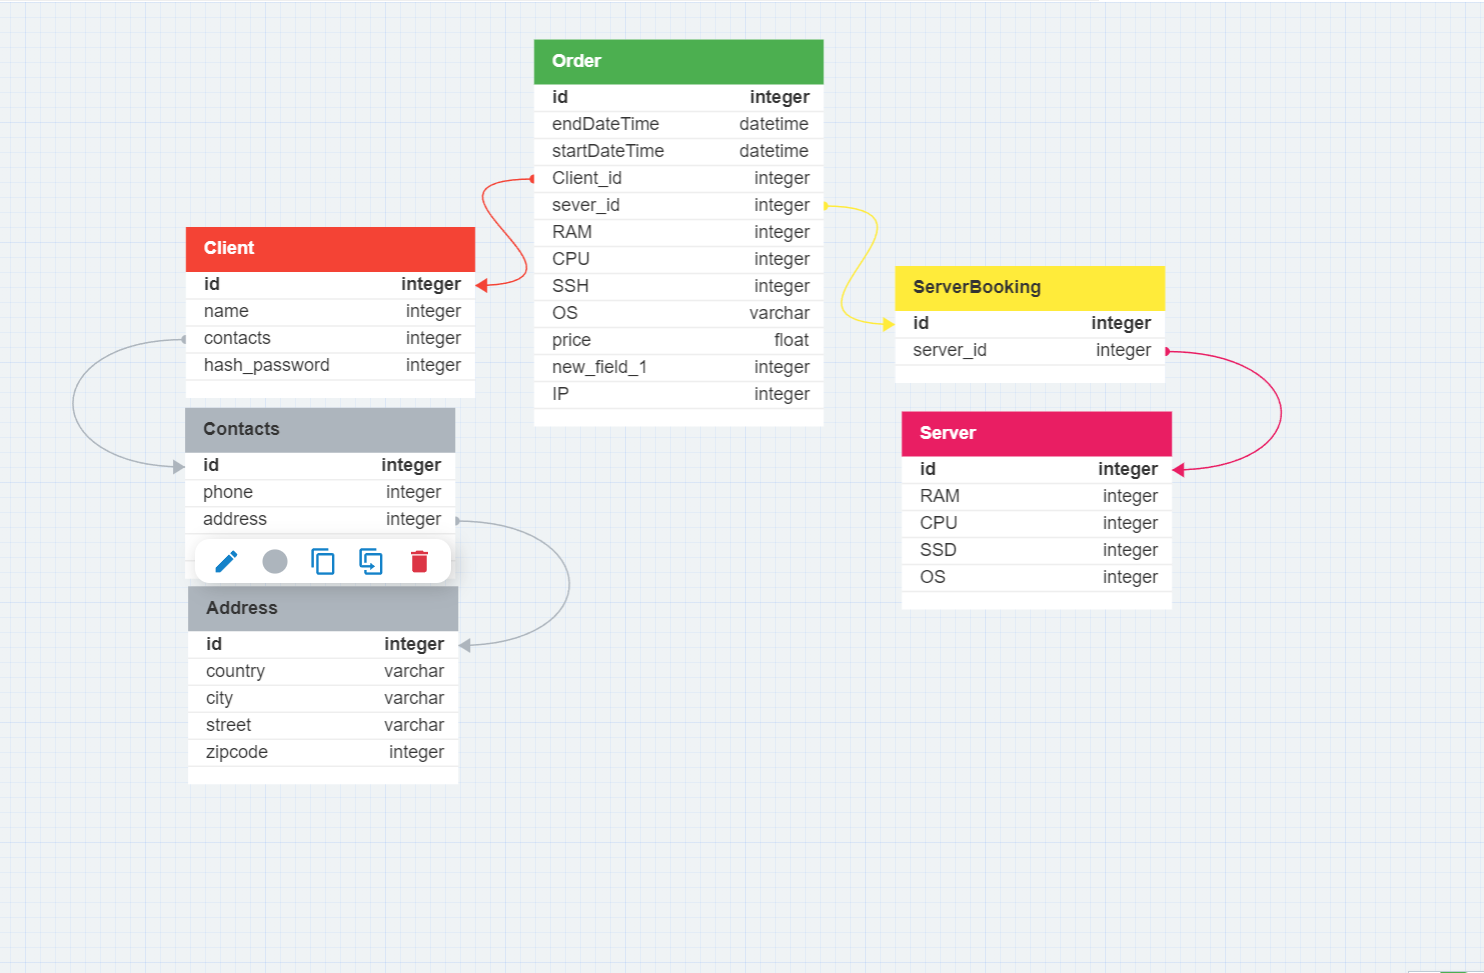 Order
id integer
endDateTime datetime
startDateTime datetime
Client_id integer
sever_id integer
RAM integer
CPU integer
SSH integer
OS varchar
price float
new_field_1 integer
IP integer
Client
id integer
name integer
contacts integer
hash_password integer
Contacts
id integer
phone integer
address integer
Address
id integer
country varchar
city varchar
street varchar
zipcode integer
ServerBooking
id integer
server_id integer
Server
id integer
RAM integer
CPU integer
SSD integer
OS integer